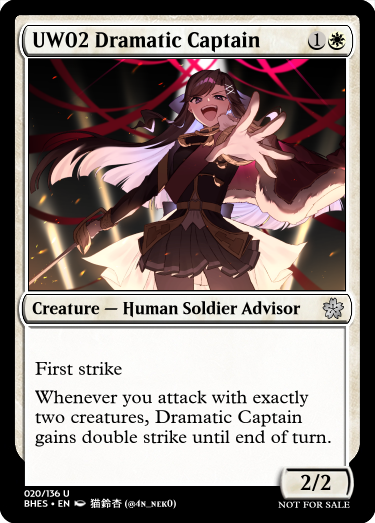 UW02 Dramatic Captain 1
Creature — Human Soldier Advisor
First strike
Whenever you attack with exactly
two creatures, Dramatic Captain
gains double strike until end of turn.
2/2
020/136 U
BHES • EN 猫鈴杏 (@4N_NEKO)
NOT FOR SALE